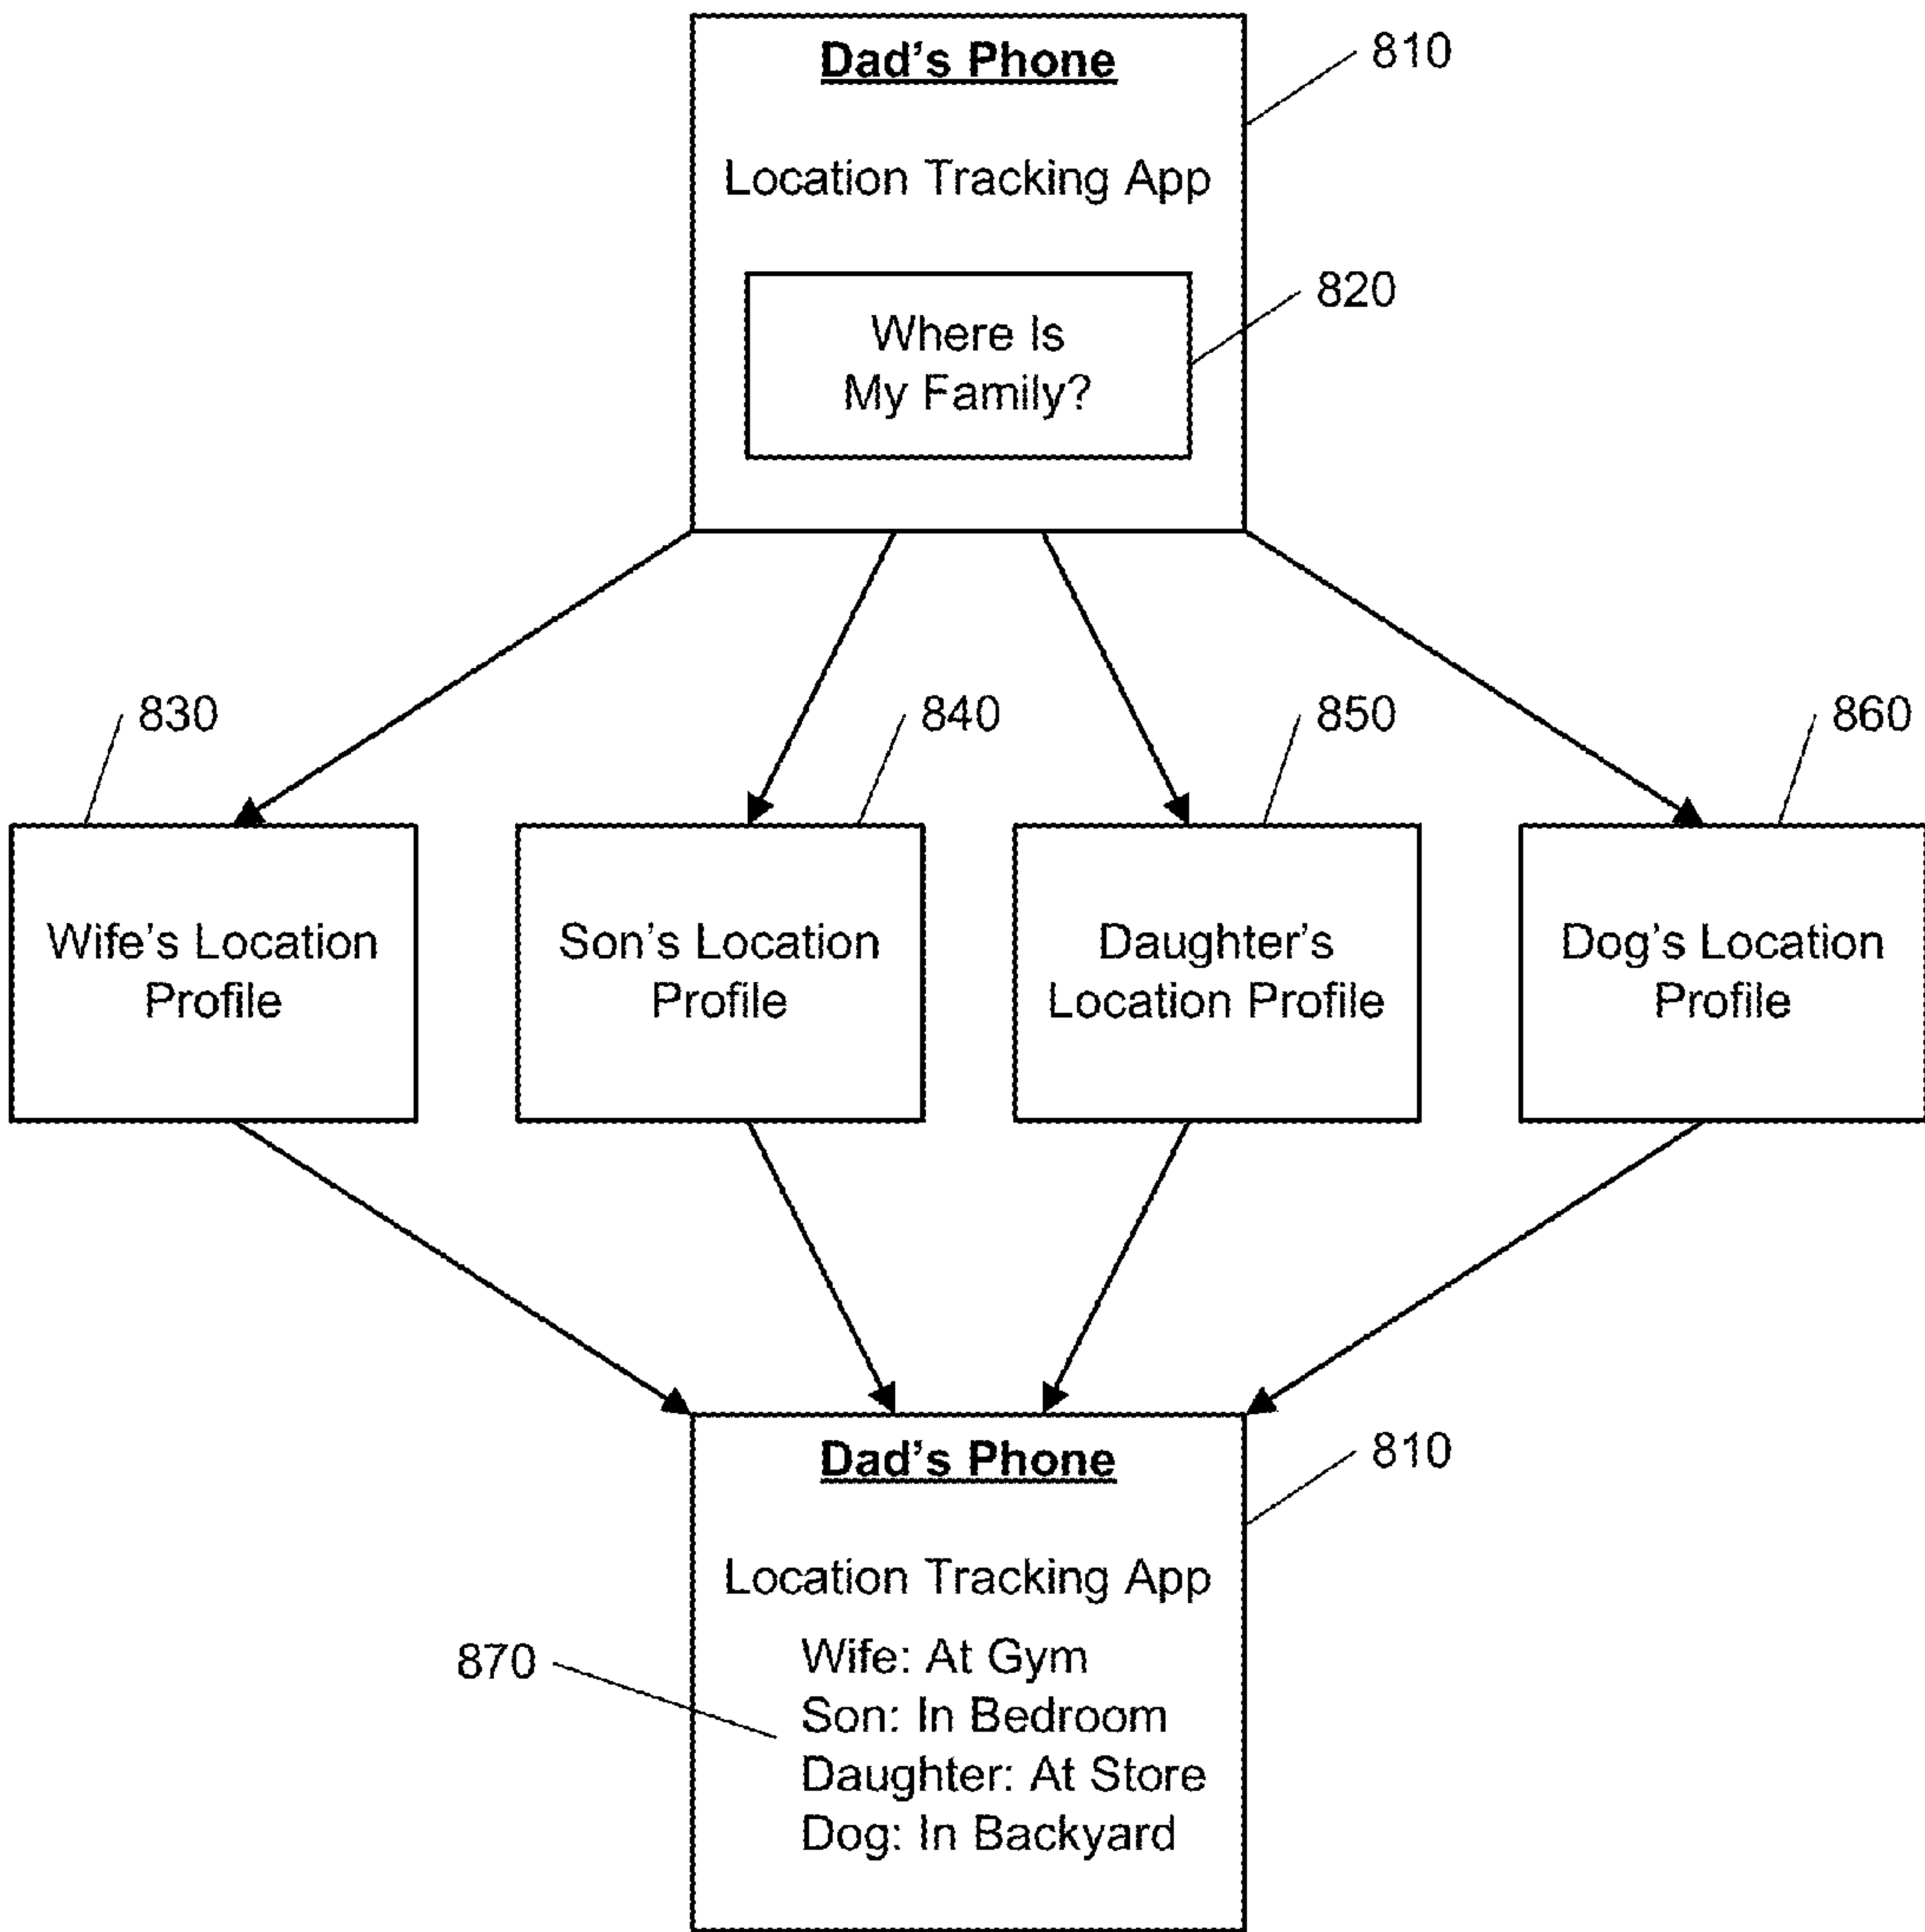 Dad's Phone
810
Location Tracking App
820
Where Is
My Family?
830
840
850
860
Wife's Location
Profile
Son's Location
Profile
Daughter's
Location Profile
Dog's Location
Profile
Dad's Phone
810
Location Tracking App
870
Wife: At Gym
Son: In Bedroom
Daughter: At Store
Dog: In Backyard